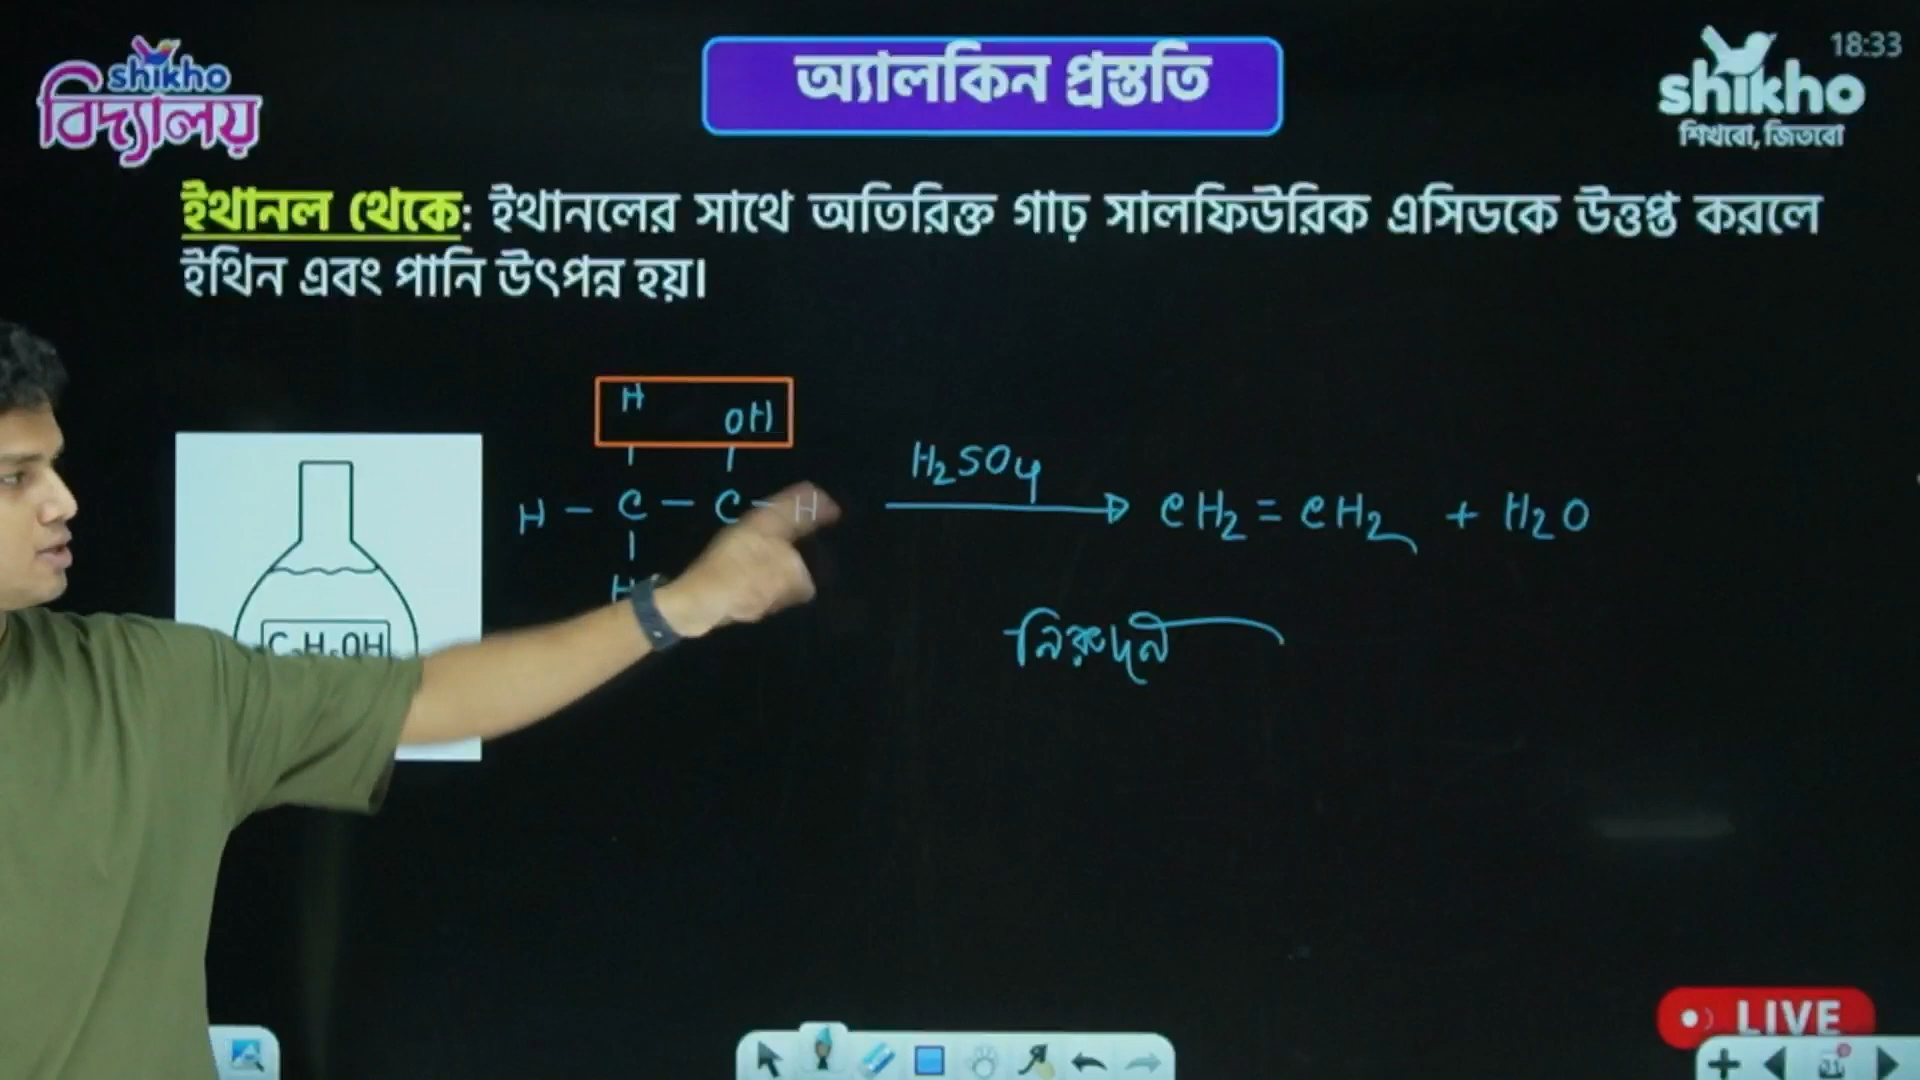 shikho
বিদ্যালয়
অ্যালকিন প্রস্তুতি
18:33
shikho
শিখবো, জিতবো
ইথানল থেকে: ইথানলের সাথে অতিরিক্ত গাঢ় সালফিউরিক এসিডকে উত্তপ্ত করলে
ইথিন এবং পানি উৎপন্ন হয়।
H OH
H - C - C - H
H
H₂SO₄
CH₂ = CH₂ + H₂O
নিরুদন
C₂H₅OH
LIVE